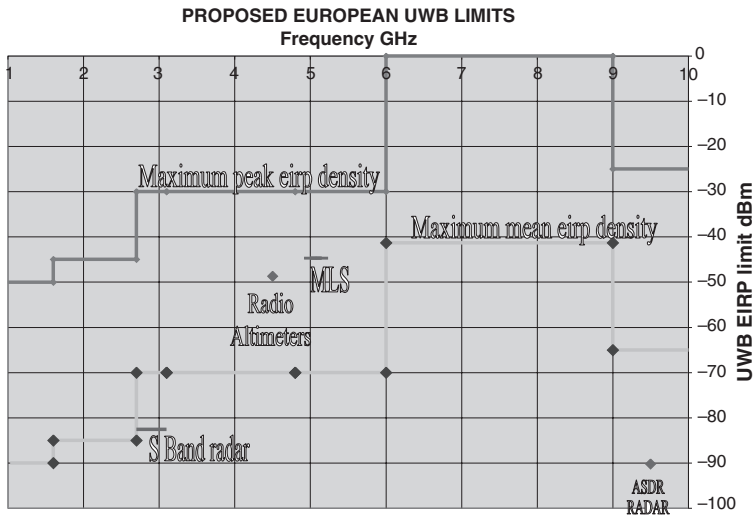 PROPOSED EUROPEAN UWB LIMITS
Frequency GHz
1 2 3 4 5 6 7 8 9 10
0
–10
–20
–30
–40
–50
–60
–70
–80
–90
–100
UWB EIRP limit dBm
Maximum peak eirp density
Maximum mean eirp density
MLS
Radio
Altimeters
S Band radar
ASDR
RADAR